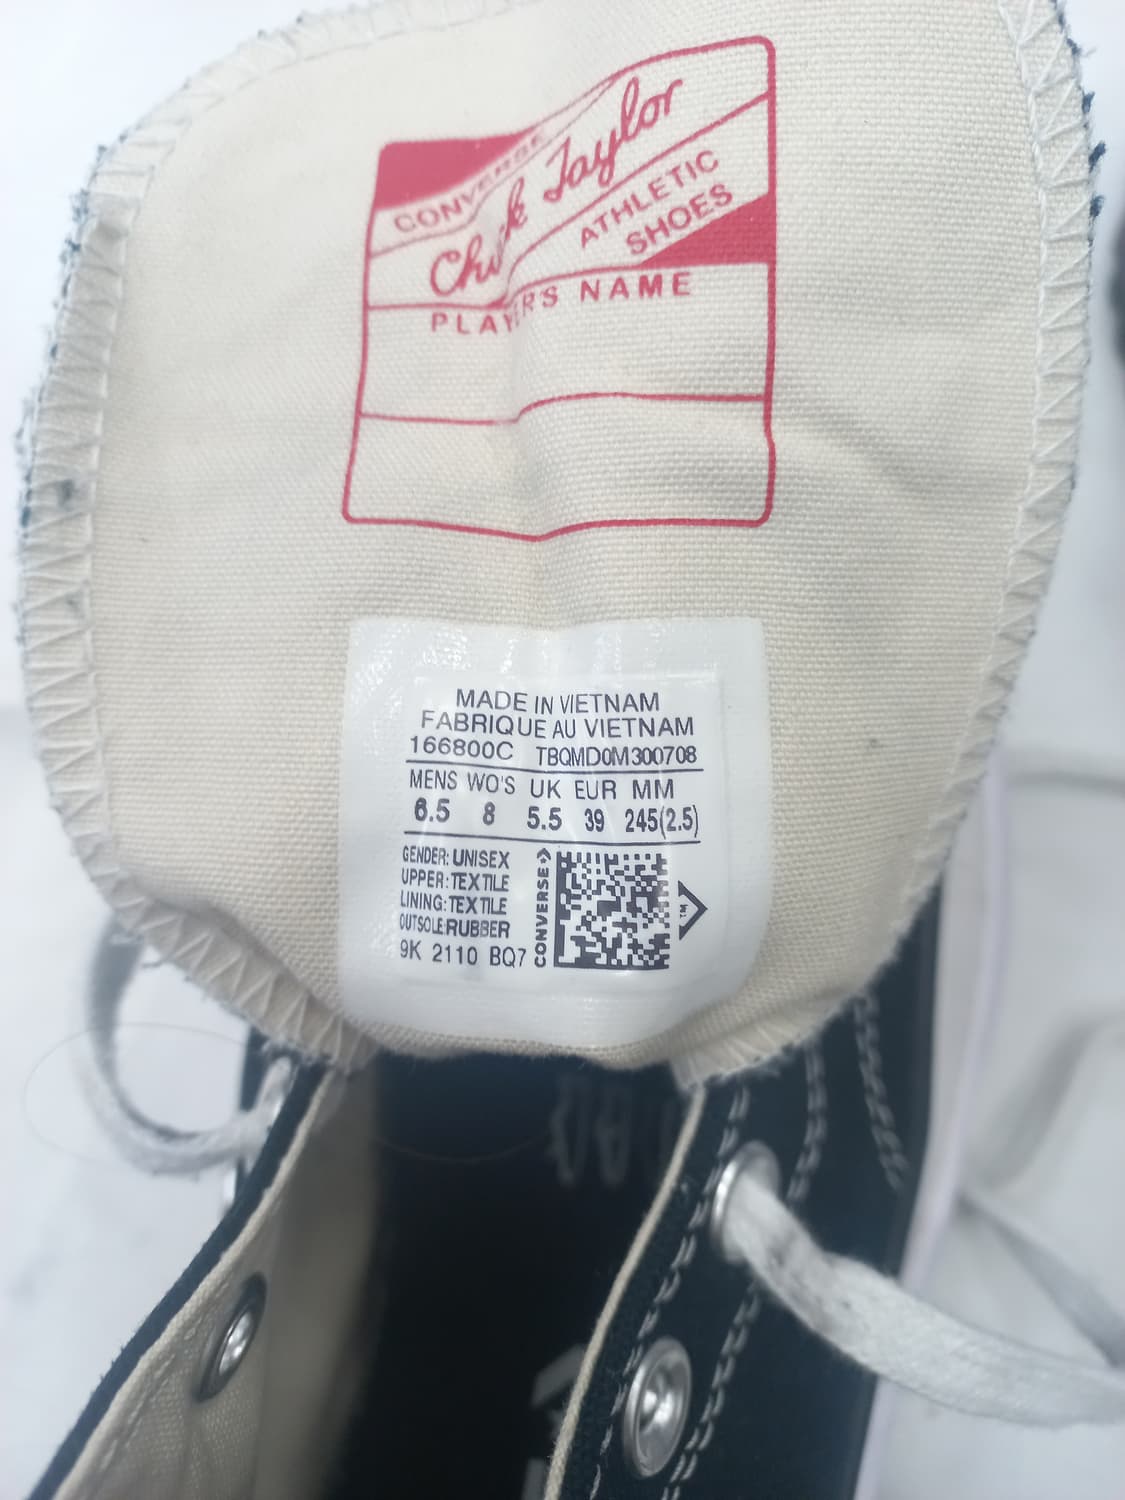 CONVERSE
Chuck Taylor
ATHLETIC
SHOES
PLAYERS NAME
MADE IN VIETNAM
FABRIQUE AU VIETNAM
166800C TBQMD0M300708
MENS WO'S UK EUR MM
6.5 8 5.5 39 245(2.5)
GENDER: UNISEX
UPPER: TEXTILE
LINING: TEXTILE
OUTSOLE: RUBBER
9K 2110 BQ7
CONVERSE
TM